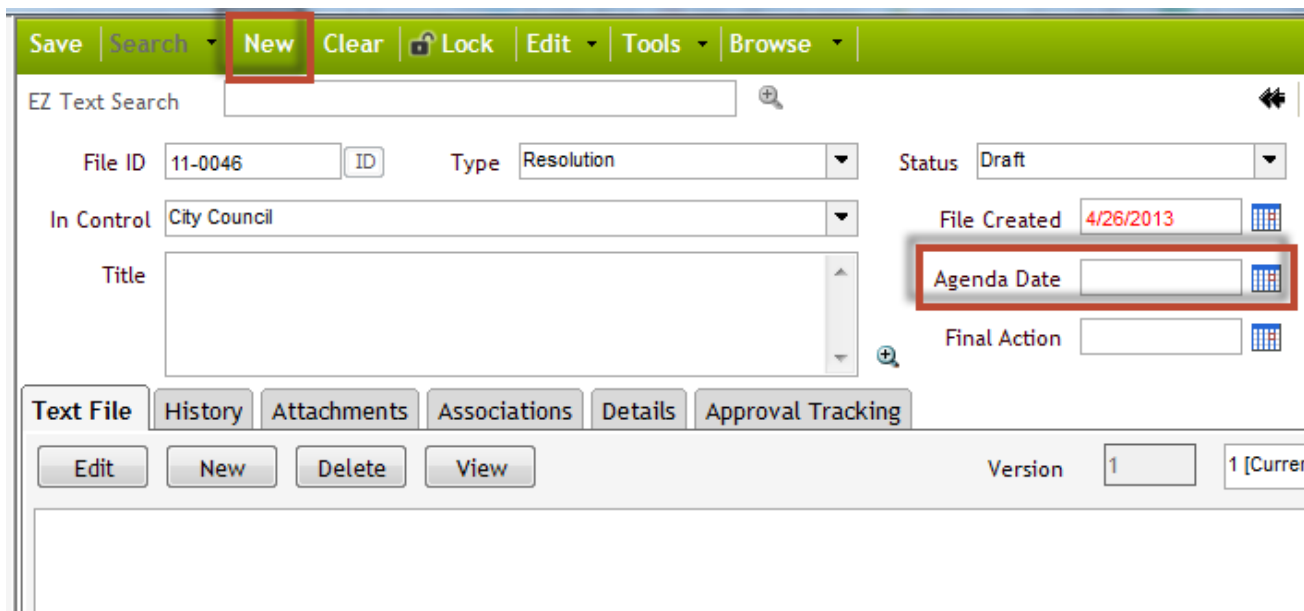 Save Search New Clear Lock Edit Tools Browse
EZ Text Search
File ID 11-0046 ID Type Resolution Status Draft
In Control City Council File Created 4/26/2013
Title Agenda Date
Final Action
Text File History Attachments Associations Details Approval Tracking
Edit New Delete View Version 1 1 [Curren